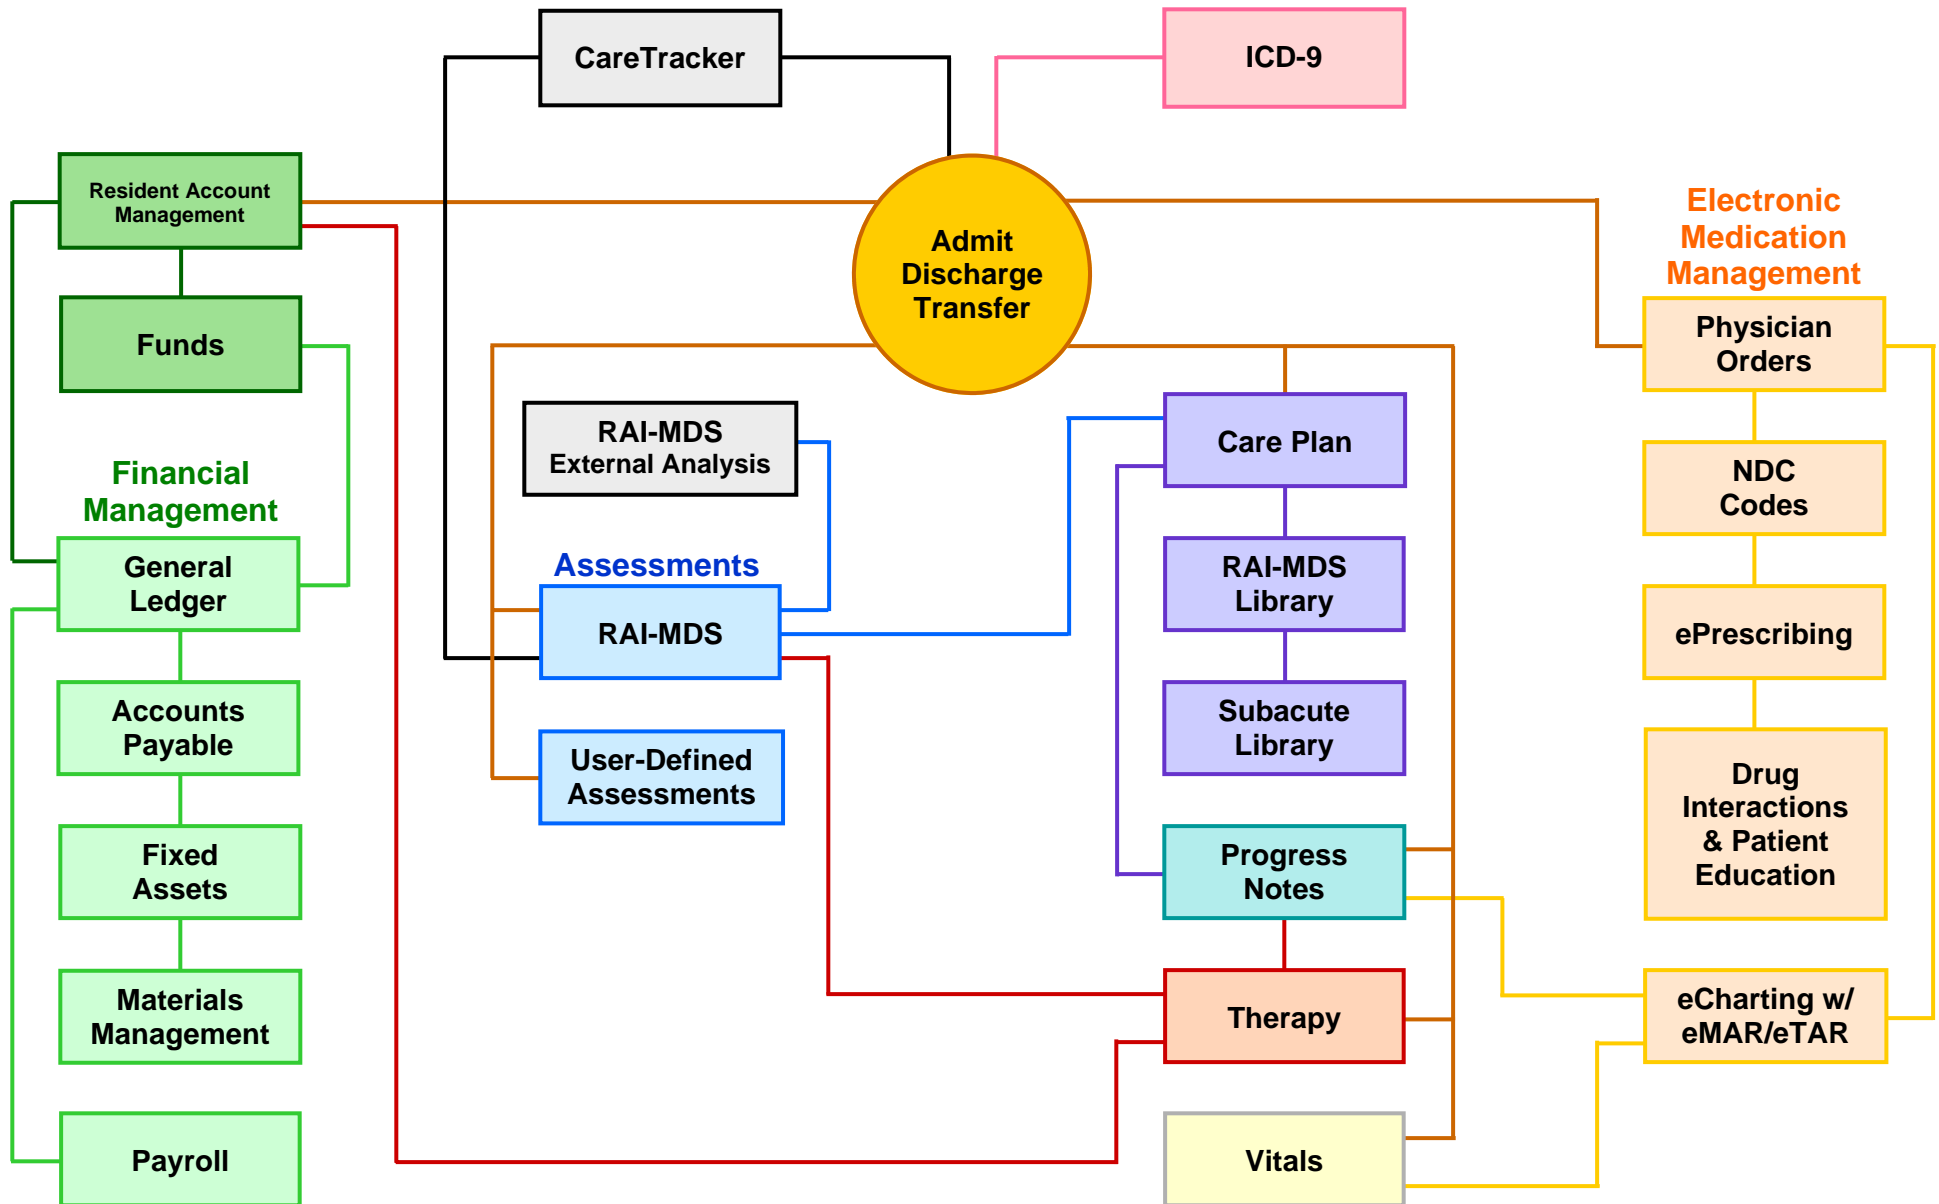 CareTracker
ICD-9
Resident Account
Management
Admit
Discharge
Transfer
Electronic
Medication
Management
Funds
Physician
Orders
RAI-MDS
External Analysis
Care Plan
Financial
Management
NDC
Codes
General
Ledger
Assessments
RAI-MDS
RAI-MDS
Library
ePrescribing
Accounts
Payable
User-Defined
Assessments
Subacute
Library
Drug
Interactions
& Patient
Education
Fixed
Assets
Progress
Notes
Materials
Management
Therapy
eCharting w/
eMAR/eTAR
Payroll
Vitals